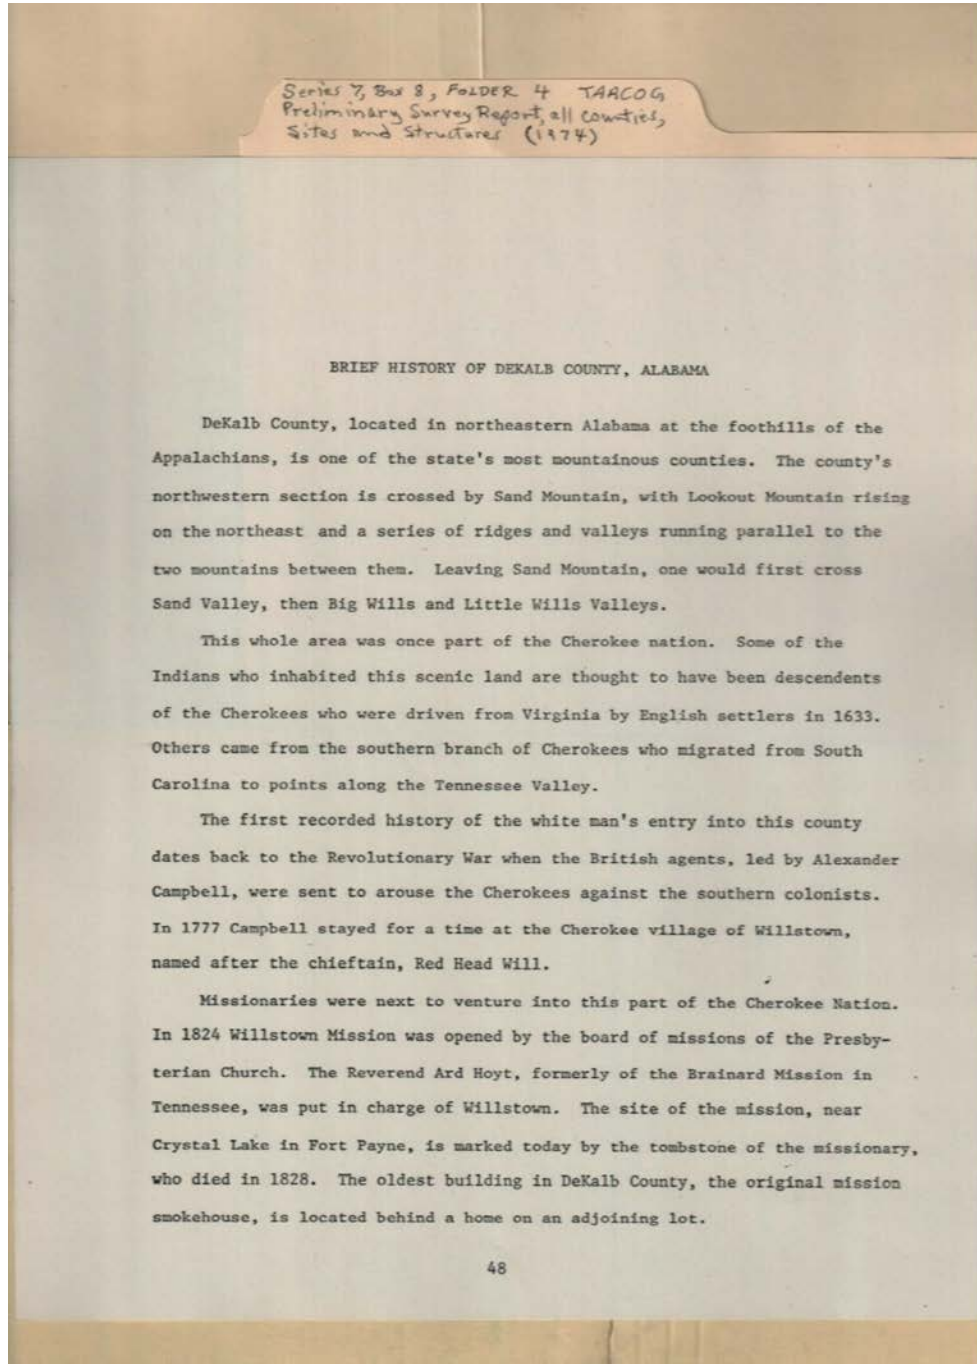 Series 7, Box 8, FOLDER 4 TAACOG
Preliminary Survey Report, all counties,
Sites and Structures (1974)
BRIEF HISTORY OF DEKALB COUNTY, ALABAMA
DeKalb County, located in northeastern Alabama at the foothills of the
Appalachians, is one of the state's most mountainous counties. The county's
northwestern section is crossed by Sand Mountain, with Lookout Mountain rising
on the northeast and a series of ridges and valleys running parallel to the
two mountains between them. Leaving Sand Mountain, one would first cross
Sand Valley, then Big Wills and Little Wills Valleys.
This whole area was once part of the Cherokee nation. Some of the
Indians who inhabited this scenic land are thought to have been descendents
of the Cherokees who were driven from Virginia by English settlers in 1633.
Others came from the southern branch of Cherokees who migrated from South
Carolina to points along the Tennessee Valley.
The first recorded history of the white man's entry into this county
dates back to the Revolutionary War when the British agents, led by Alexander
Campbell, were sent to arouse the Cherokees against the southern colonists.
In 1777 Campbell stayed for a time at the Cherokee village of Willstown,
named after the chieftain, Red Head Will.
Missionaries were next to venture into this part of the Cherokee Nation.
In 1824 Willstown Mission was opened by the board of missions of the Presby-
terian Church. The Reverend Ard Hoyt, formerly of the Brainard Mission in
Tennessee, was put in charge of Willstown. The site of the mission, near
Crystal Lake in Fort Payne, is marked today by the tombstone of the missionary,
who died in 1828. The oldest building in DeKalb County, the original mission
smokehouse, is located behind a home on an adjoining lot.
48